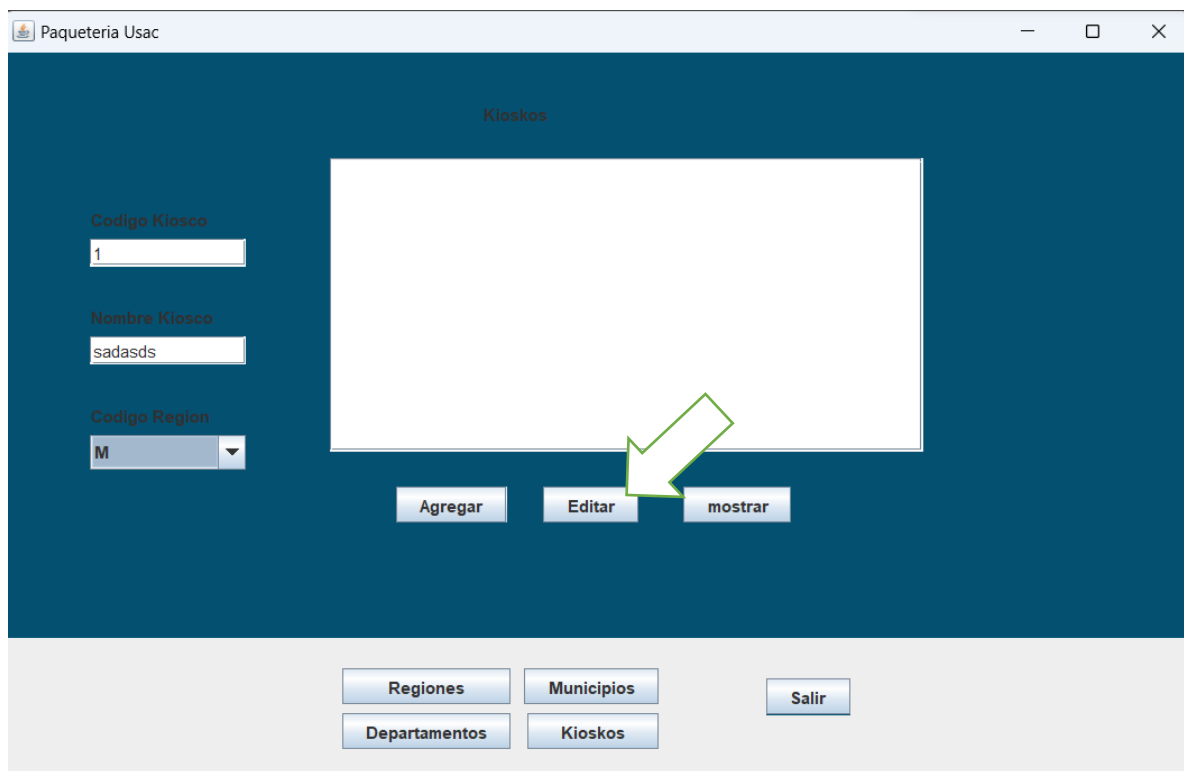 Paqueteria Usac
Kioskos
Codigo Kiosco
1
Nombre Kiosco
sadasds
Codigo Region
M
Agregar
Editar
mostrar
Regiones
Municipios
Salir
Departamentos
Kioskos